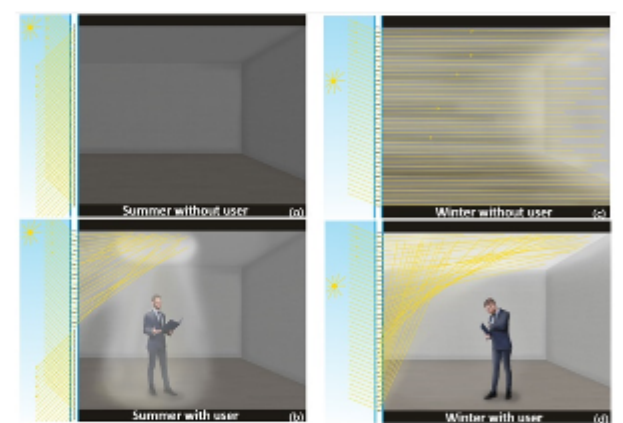 Summer without user (a)
Winter without user (c)
Summer with user (b)
Winter with user (d)